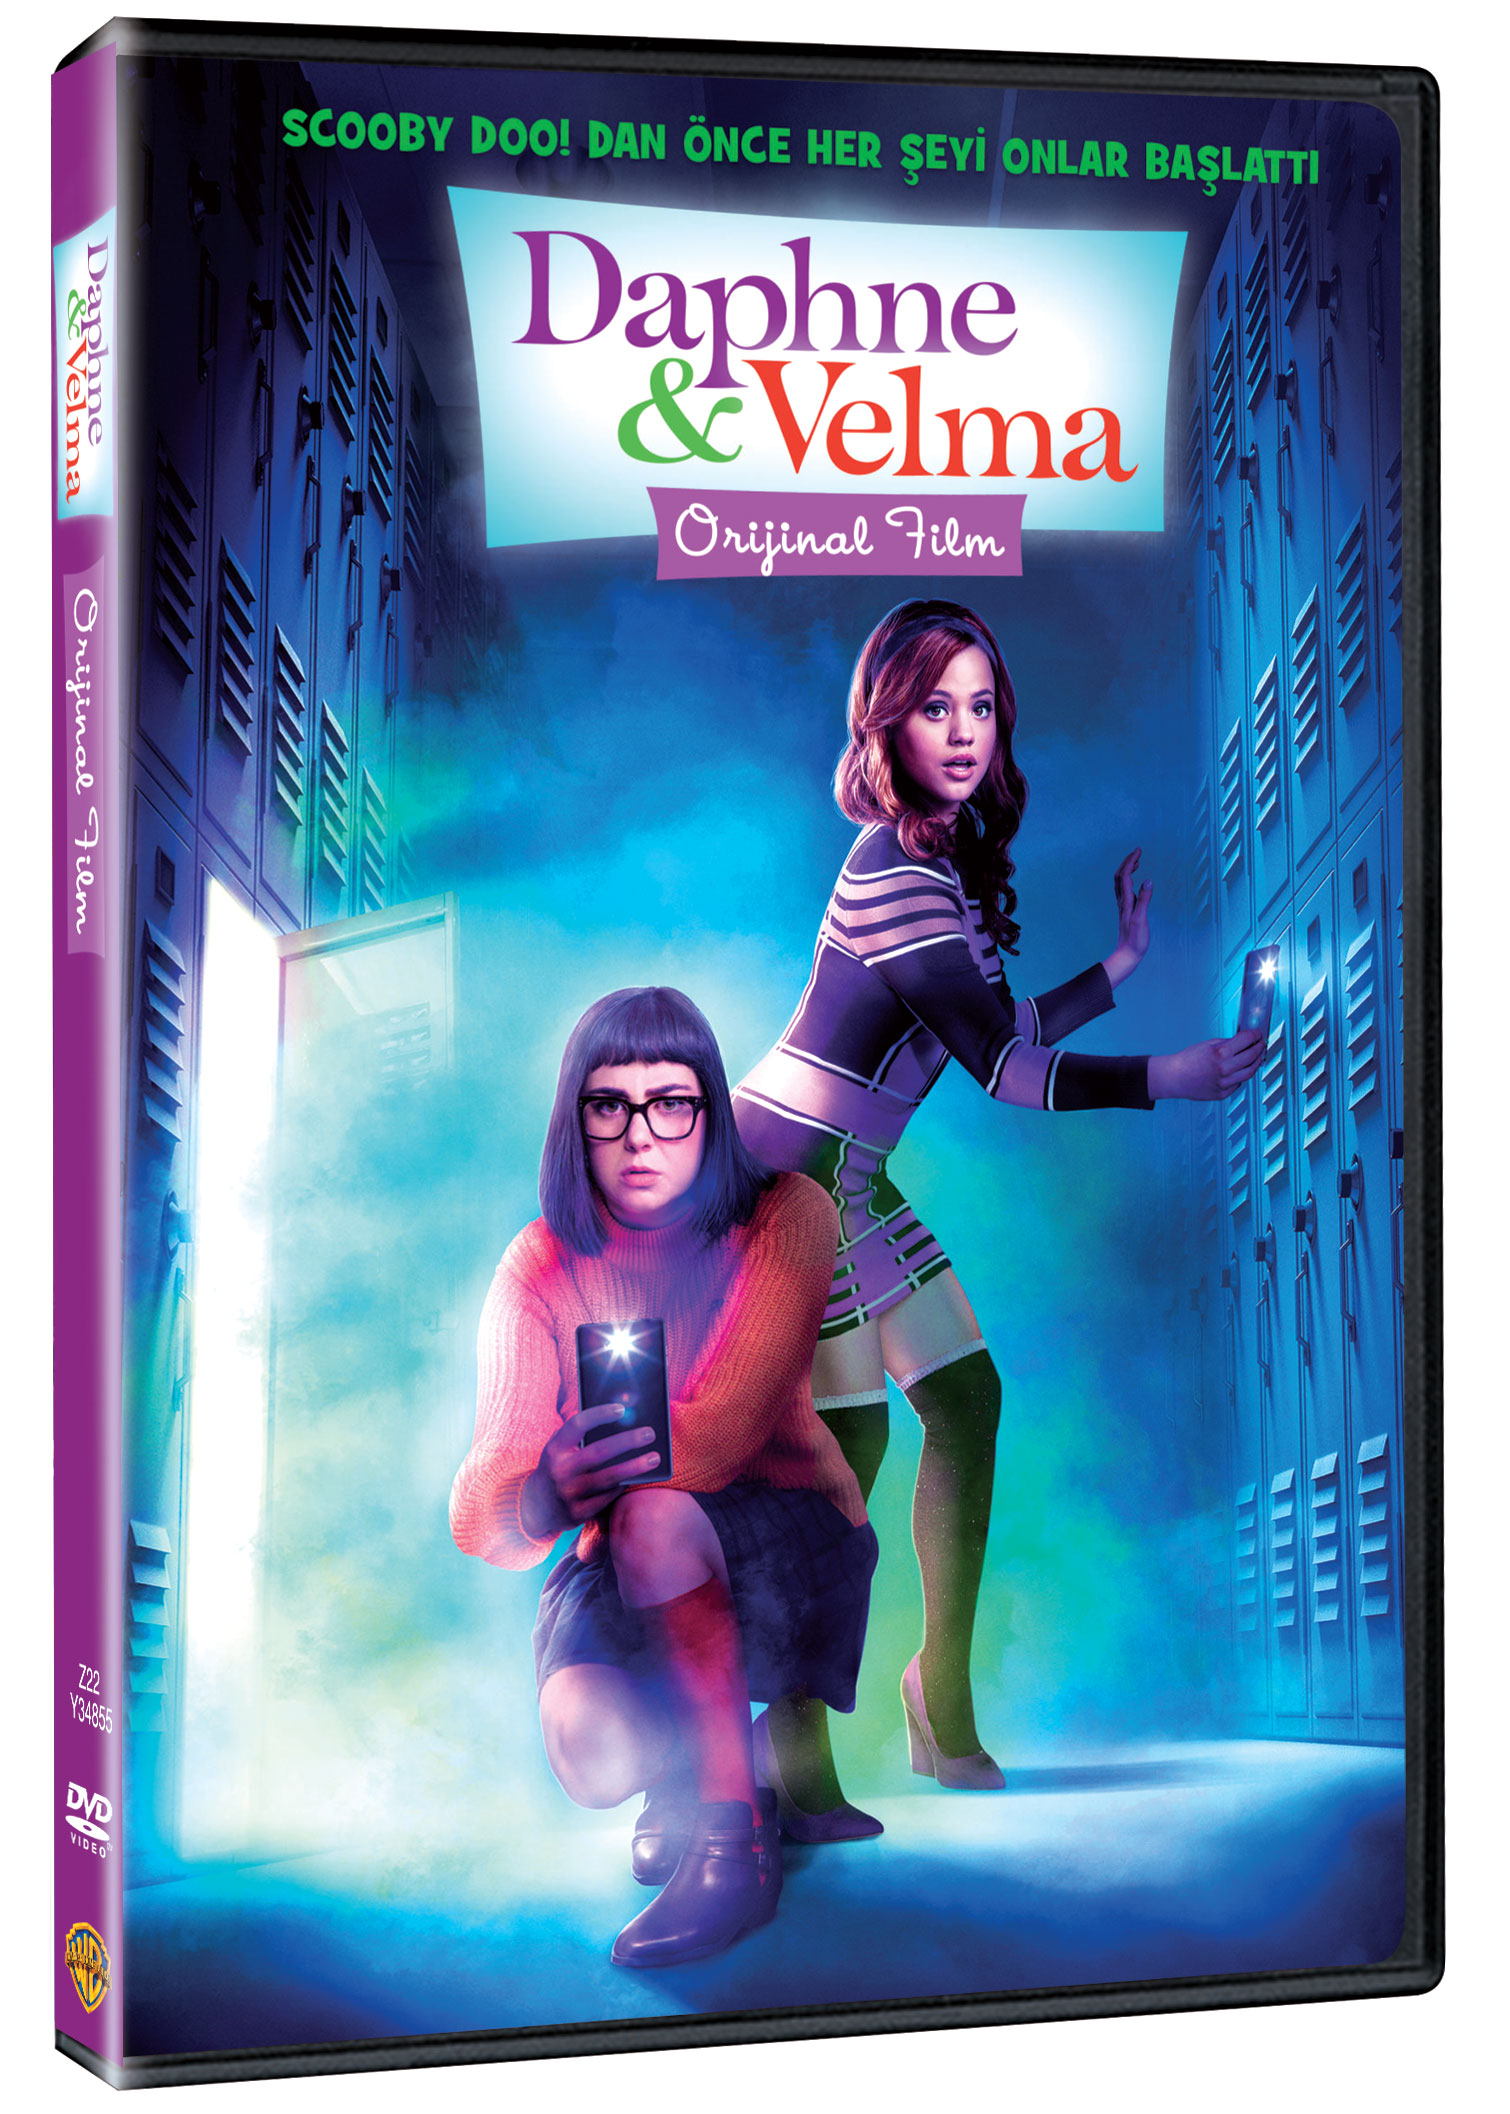 SCOOBY DOO! DAN ÖNCE HER ŞEYİ ONLAR BAŞLATTI
Daphne
& Velma
Orijinal Film
Daphne
& Velma
Orijinal Film
Z22
Y34855
DVD
VIDEO
WB